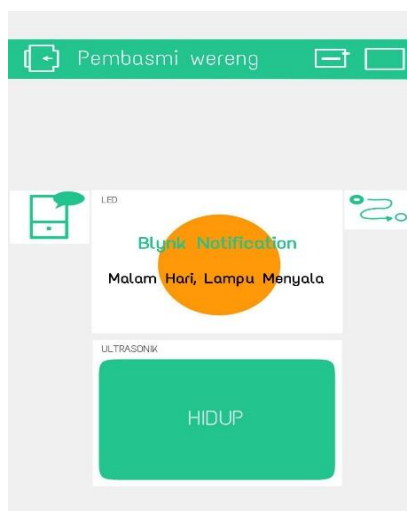 Pembasmi wereng
LED
Blynk Notification
Malam Hari, Lampu Menyala
ULTRASONIK
HIDUP